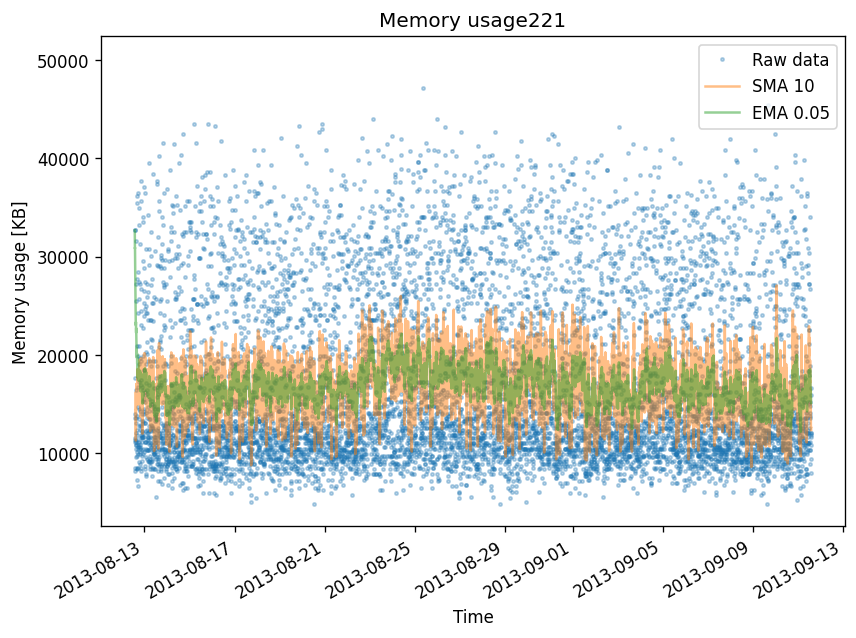 Memory usage221
Raw data
SMA 10
EMA 0.05
Memory usage [KB]
50000
40000
30000
20000
10000
2013-08-13
2013-08-17
2013-08-21
2013-08-25
2013-08-29
2013-09-01
2013-09-05
2013-09-09
2013-09-13
Time